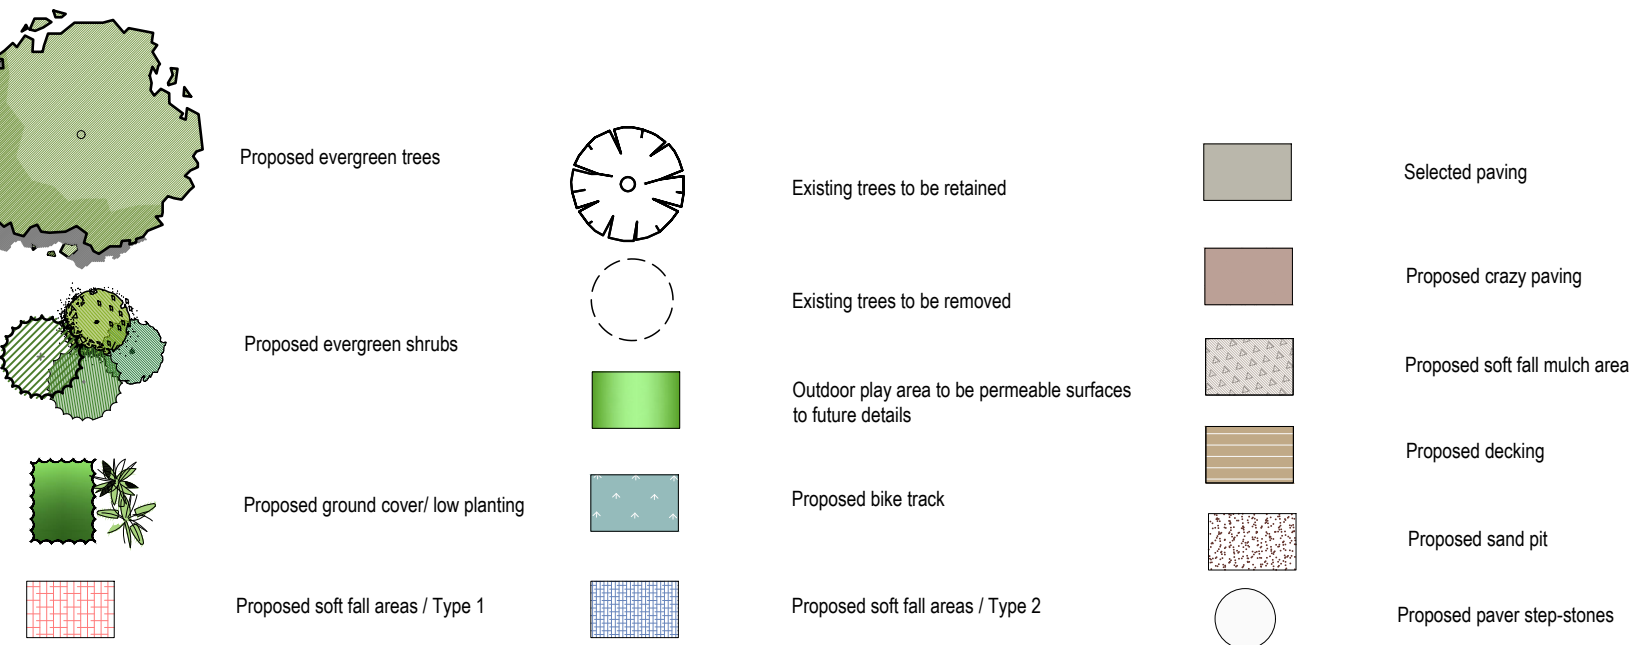 Proposed evergreen trees
Proposed evergreen shrubs
Proposed ground cover/ low planting
Proposed soft fall areas / Type 1
Existing trees to be retained
Existing trees to be removed
Outdoor play area to be permeable surfaces
to future details
Proposed bike track
Proposed soft fall areas / Type 2
Selected paving
Proposed crazy paving
Proposed soft fall mulch area
Proposed decking
Proposed sand pit
Proposed paver step-stones